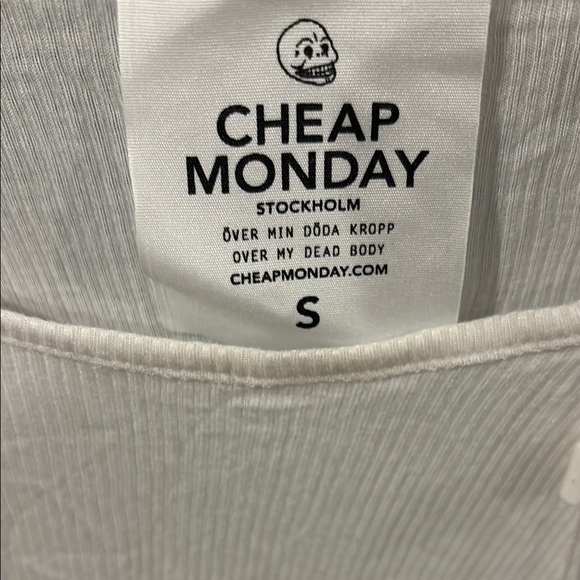 CHEAP
MONDAY
STOCKHOLM
ÖVER MIN DÖDA KROPP
OVER MY DEAD BODY
CHEAPMONDAY.COM
S